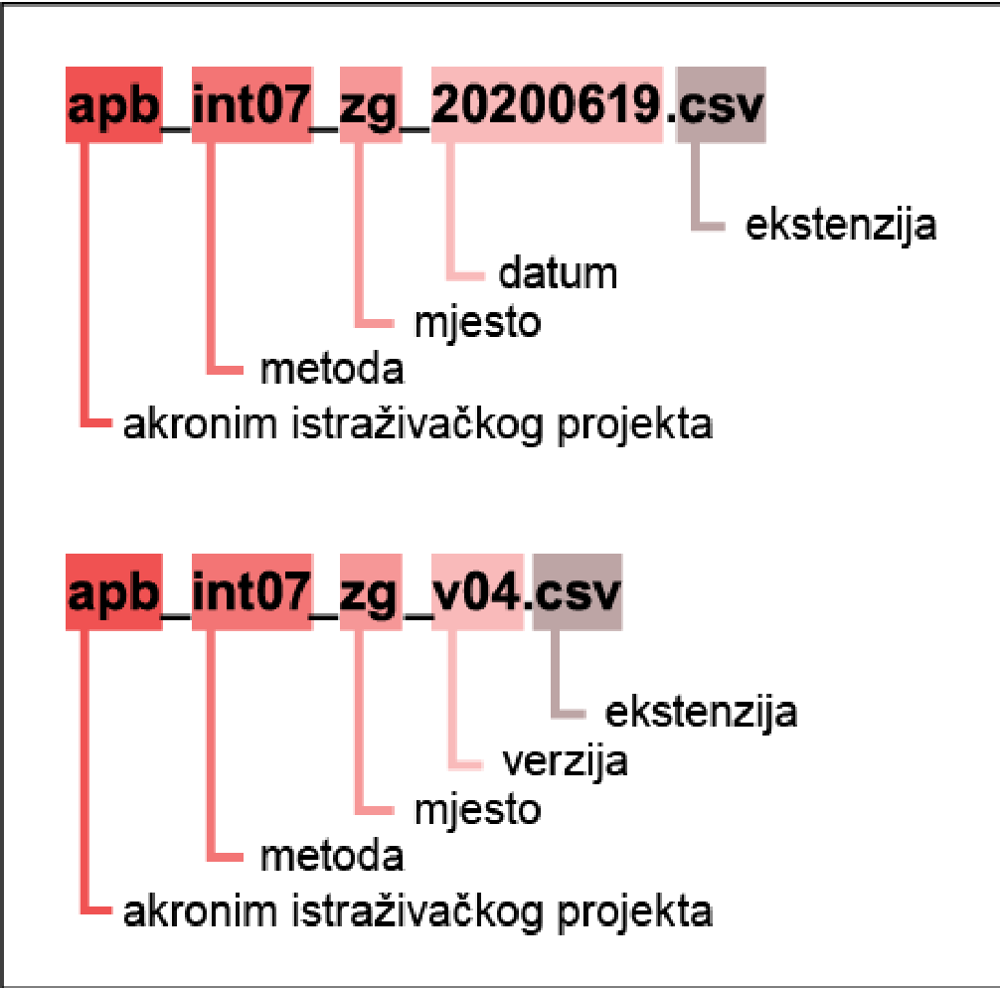 apb_int07_zg_20200619.csv
ekstenzija
datum
mjesto
metoda
akronim istraživačkog projekta
apb_int07_zg_v04.csv
ekstenzija
verzija
mjesto
metoda
akronim istraživačkog projekta